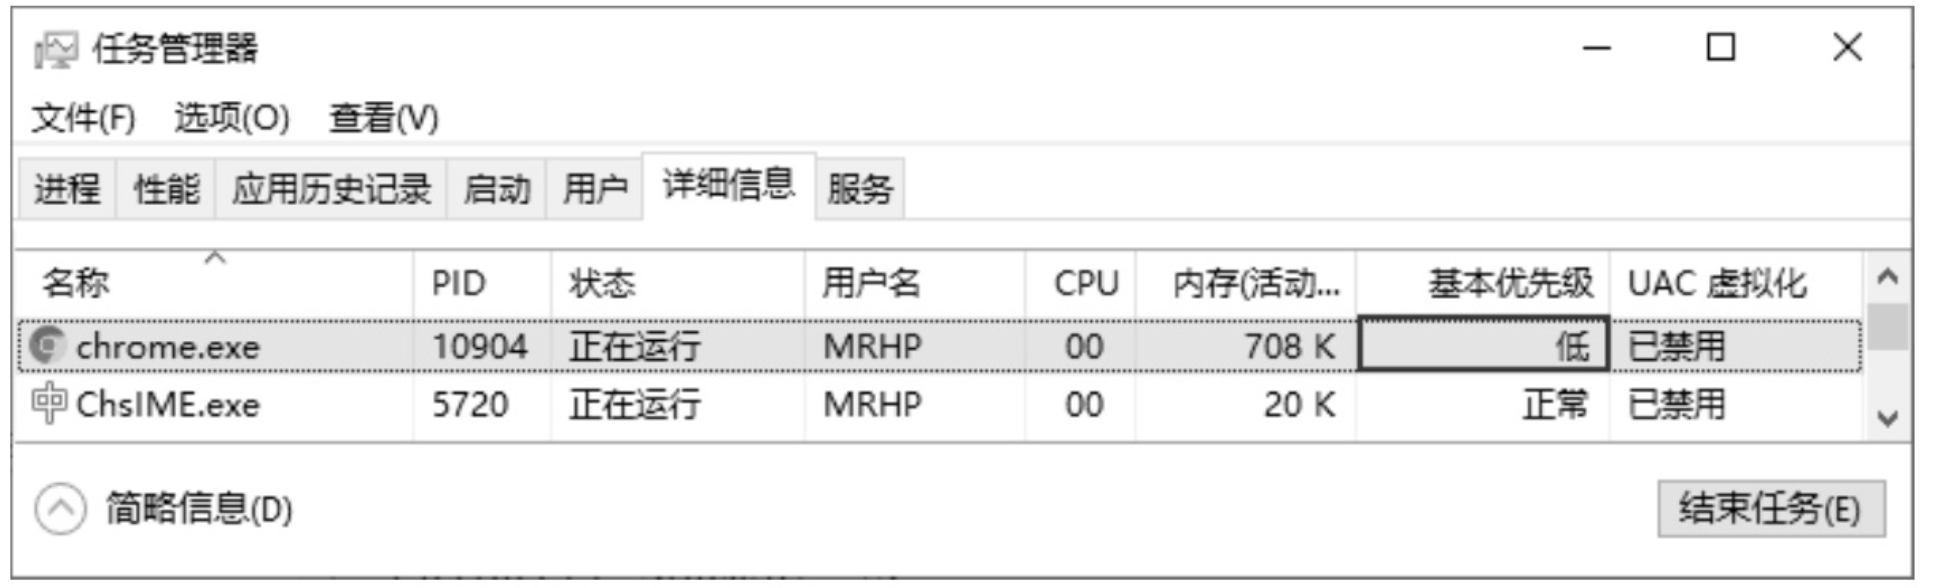 任务管理器
文件(F) 选项(O) 查看(V)
进程 性能 应用历史记录 启动 用户 详细信息 服务
名称 PID 状态 用户名 CPU 内存(活动... 基本优先级 UAC 虚拟化
chrome.exe 10904 正在运行 MRHP 00 708 K 低 已禁用
ChsIME.exe 5720 正在运行 MRHP 00 20 K 正常 已禁用
简略信息(D) 结束任务(E)